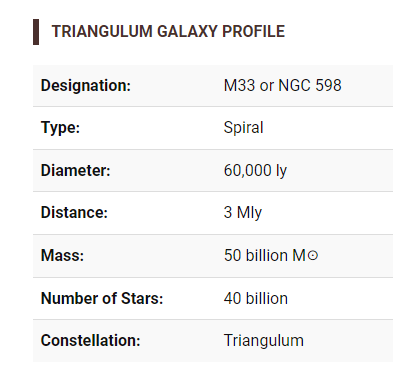 TRIANGULUM GALAXY PROFILE
Designation: M33 or NGC 598
Type: Spiral
Diameter: 60,000 ly
Distance: 3 Mly
Mass: 50 billion M☉
Number of Stars: 40 billion
Constellation: Triangulum